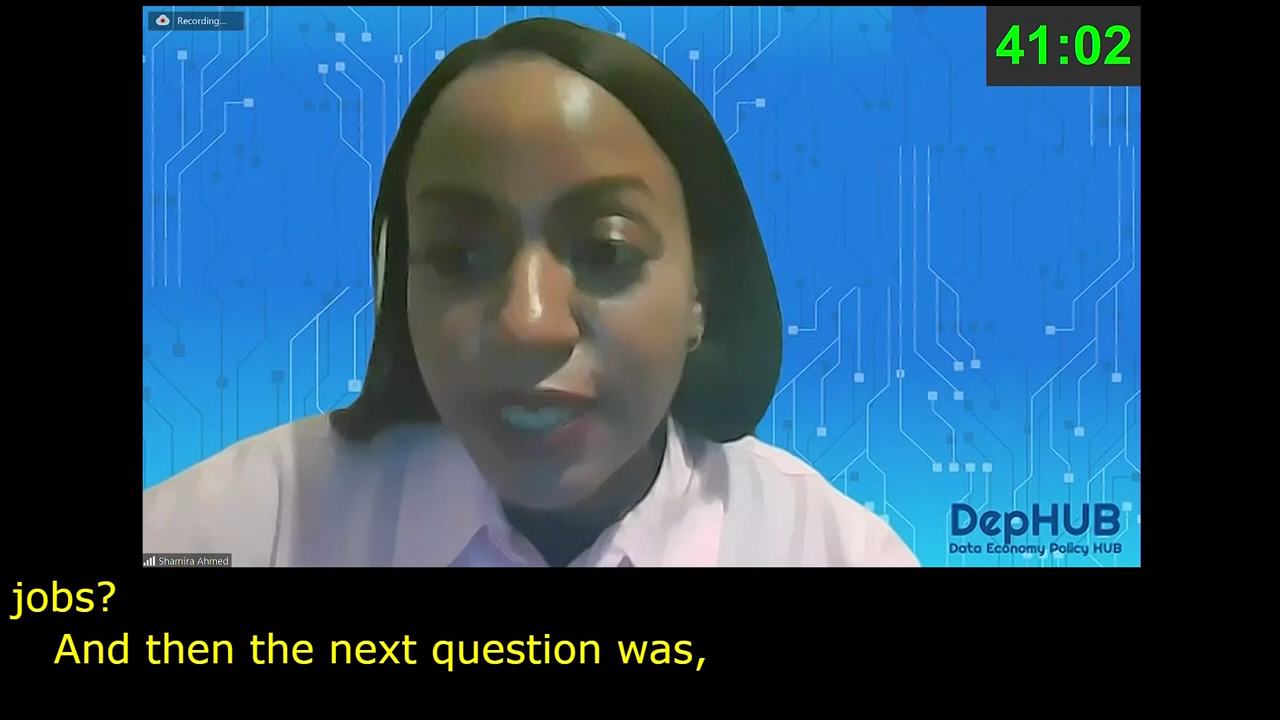 Recording...
41:02
DepHUB
Data Economy Policy HUB
Shamira Ahmed
jobs?
And then the next question was,